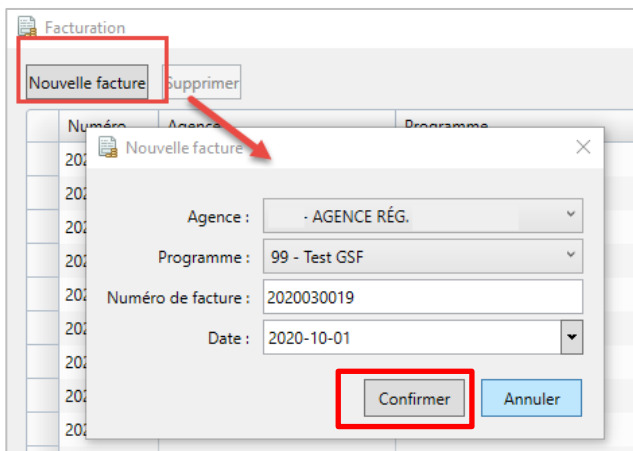 Facturation
Nouvelle facture Supprimer
Numéro Agence Programme
Nouvelle facture
Agence : - AGENCE RÉG.
Programme : 99 - Test GSF
Numéro de facture : 2020030019
Date : 2020-10-01
Confirmer Annuler